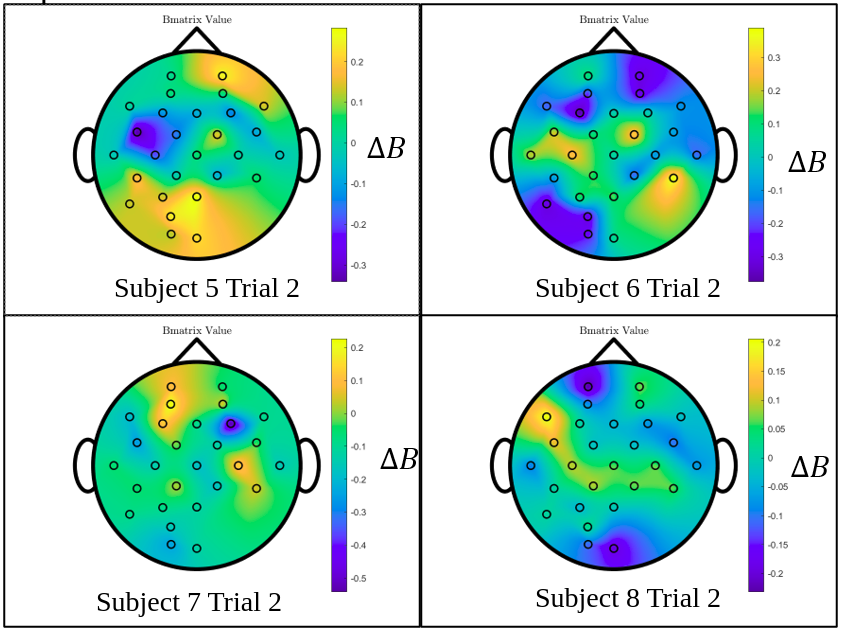 Bmatrix Value
0.2
0.1
0
-0.1
-0.2
-0.3
ΔB
Subject 5 Trial 2
Bmatrix Value
0.3
0.2
0.1
0
-0.1
-0.2
-0.3
ΔB
Subject 6 Trial 2
Bmatrix Value
0.2
0.1
0
-0.1
-0.2
-0.3
-0.4
-0.5
ΔB
Subject 7 Trial 2
Bmatrix Value
0.2
0.15
0.1
0.05
0
-0.05
-0.1
-0.15
-0.2
ΔB
Subject 8 Trial 2